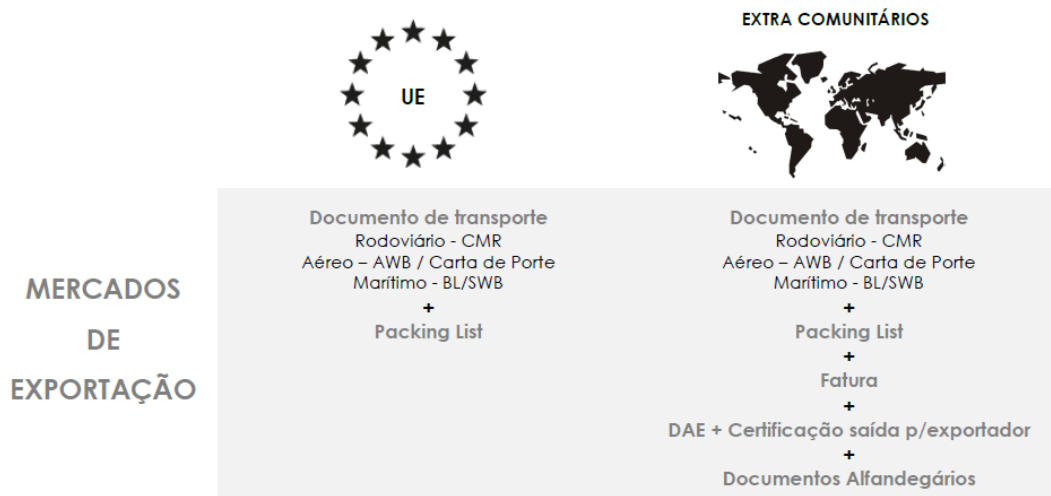 EXTRA COMUNITÁRIOS
UE
MERCADOS
DE
EXPORTAÇÃO
Documento de transporte
Rodoviário - CMR
Aéreo – AWB / Carta de Porte
Marítimo - BL/SWB
+
Packing List
Documento de transporte
Rodoviário - CMR
Aéreo – AWB / Carta de Porte
Marítimo - BL/SWB
+
Packing List
+
Fatura
+
DAE + Certificação saída p/exportador
+
Documentos Alfandegários